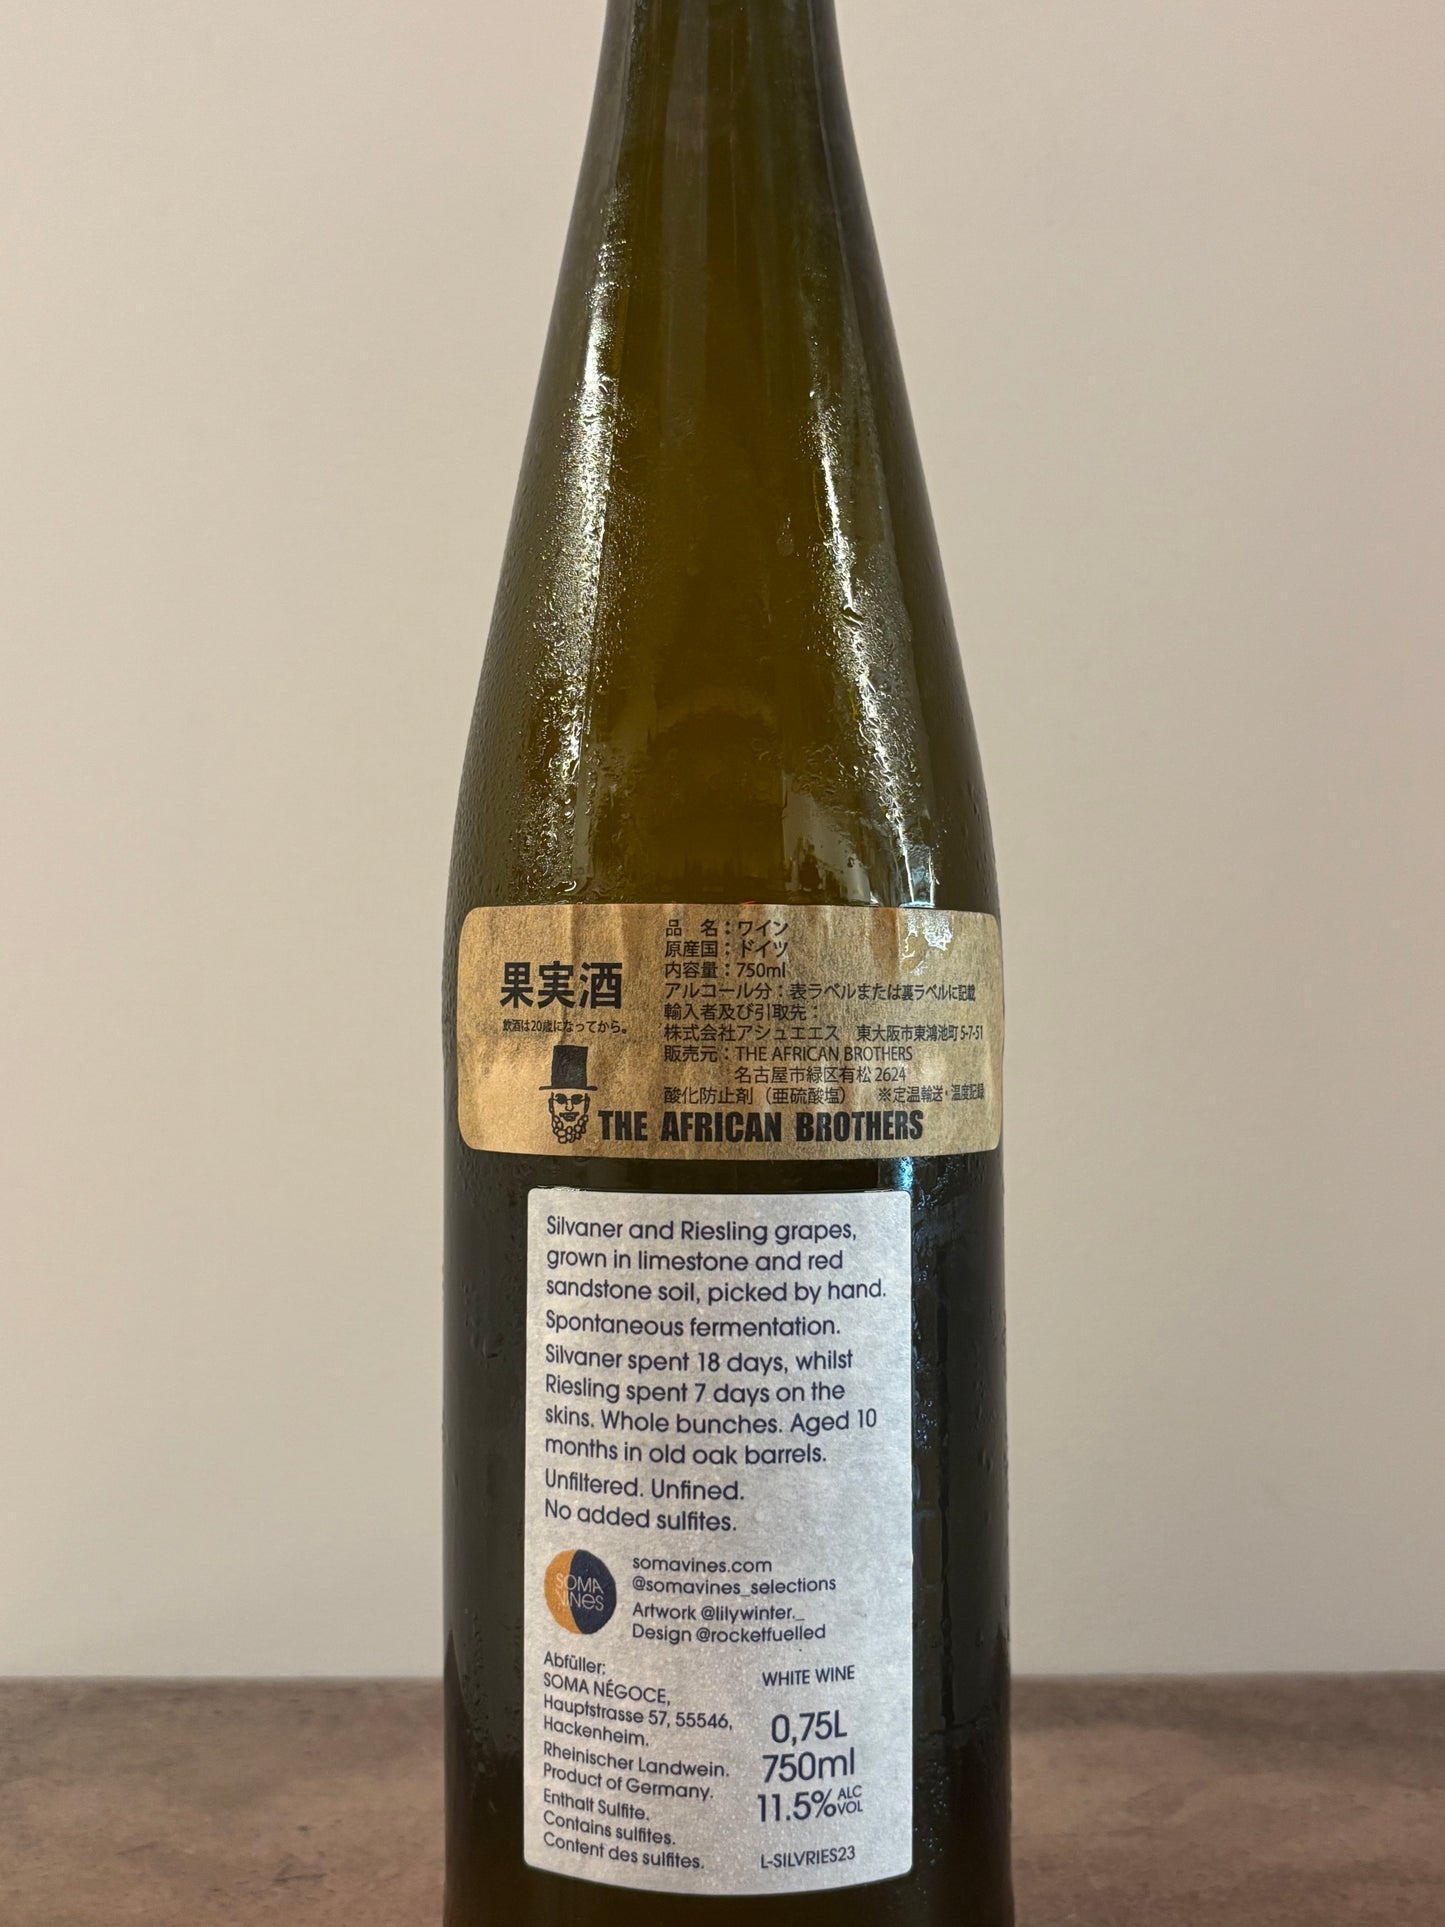 果実酒
飲酒は20歳になってから。
品　名：ワイン
原産国：ドイツ
内容量：750ml
アルコール分：表ラベルまたは裏ラベルに記載
輸入者及び引取先：
株式会社アシュエエス　東大阪市東鴻池町5-7-51
販売元：THE AFRICAN BROTHERS
名古屋市緑区有松2624
酸化防止剤（亜硫酸塩）　※定温輸送・温度記録
THE AFRICAN BROTHERS
Silvaner and Riesling grapes,
grown in limestone and red
sandstone soil, picked by hand.
Spontaneous fermentation.
Silvaner spent 18 days, whilst
Riesling spent 7 days on the
skins. Whole bunches. Aged 10
months in old oak barrels.
Unfiltered. Unfined.
No added sulfites.
SOMA
VINES
somavines.com
@somavines_selections
Artwork @lilywinter._
Design @rocketfuelled
Abfüller:
SOMA NÉGOCE,
Hauptstrasse 57, 55546,
Hackenheim.
Rheinischer Landwein.
Product of Germany.
Enthalt Sulfite.
Contains sulfites.
Content des sulfites.
WHITE WINE
0,75L
750ml
11.5% ALC VOL
L-SILVRIES23